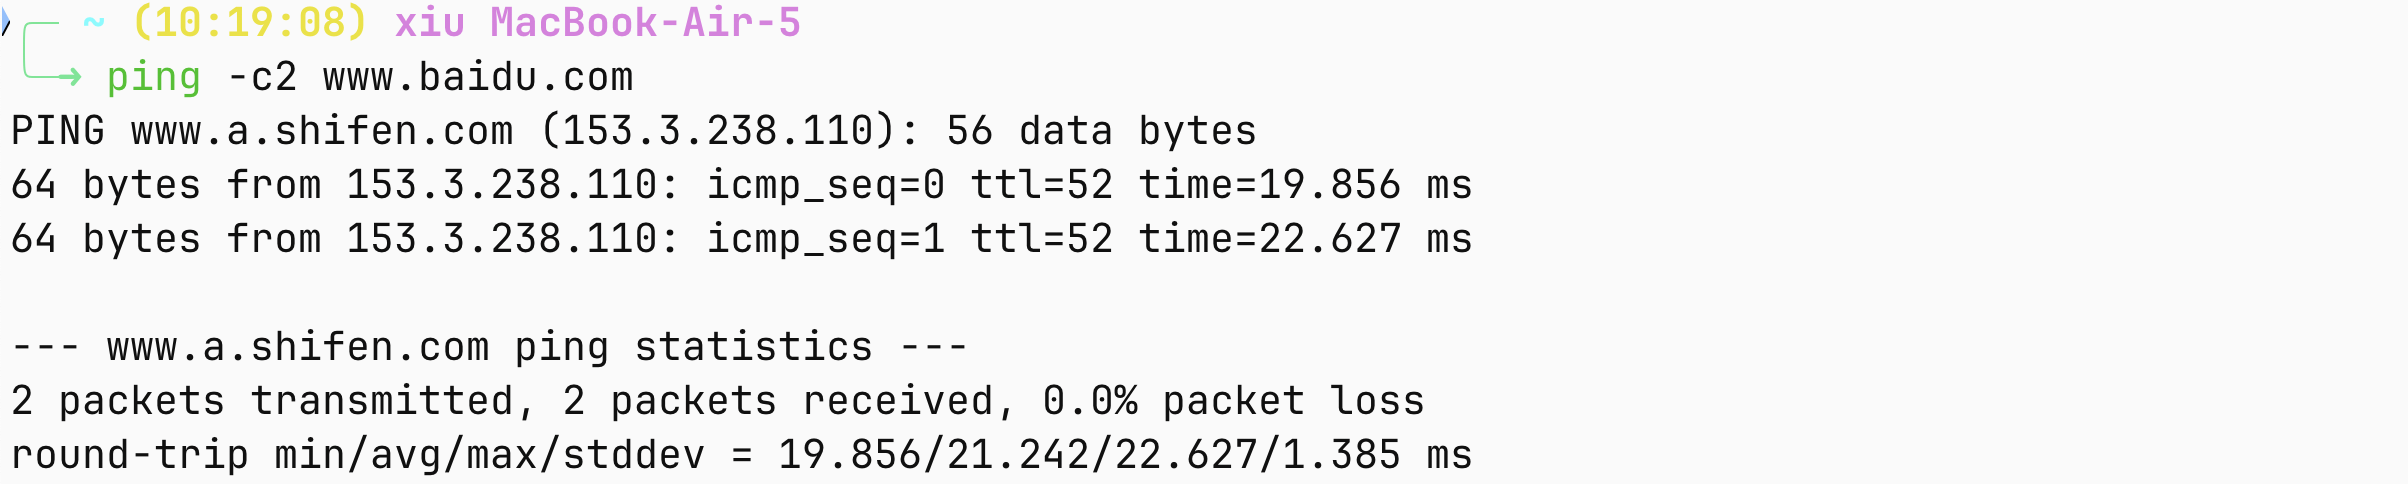 ~ (10:19:08) xiu MacBook-Air-5
→ ping -c2 www.baidu.com
PING www.a.shifen.com (153.3.238.110): 56 data bytes
64 bytes from 153.3.238.110: icmp_seq=0 ttl=52 time=19.856 ms
64 bytes from 153.3.238.110: icmp_seq=1 ttl=52 time=22.627 ms
--- www.a.shifen.com ping statistics ---
2 packets transmitted, 2 packets received, 0.0% packet loss
round-trip min/avg/max/stddev = 19.856/21.242/22.627/1.385 ms